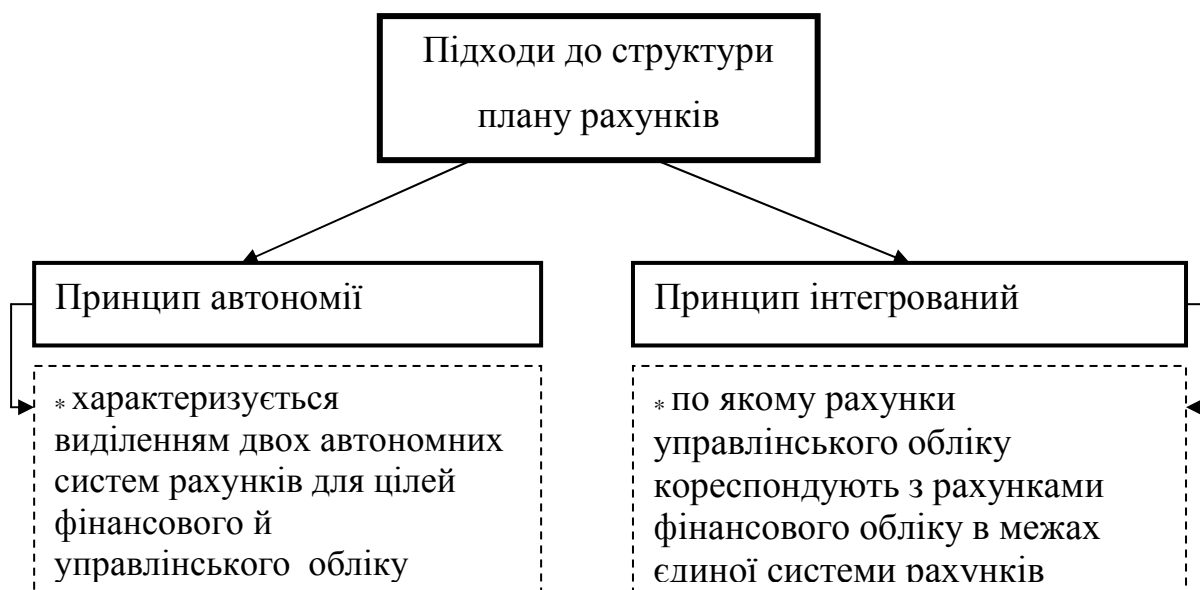 Підходи до структури
плану рахунків
Принцип автономії
* характеризується
виділенням двох автономних
систем рахунків для цілей
фінансового й
управлінського обліку
Принцип інтегрований
* по якому рахунки
управлінського обліку
кореспондують з рахунками
фінансового обліку в межах
єдиної системи рахунків